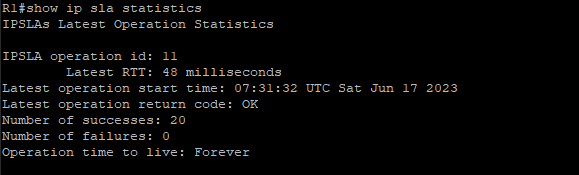 R1#show ip sla statistics
IPSLAs Latest Operation Statistics
IPSLA operation id: 11
Latest RTT: 48 milliseconds
Latest operation start time: 07:31:32 UTC Sat Jun 17 2023
Latest operation return code: OK
Number of successes: 20
Number of failures: 0
Operation time to live: Forever